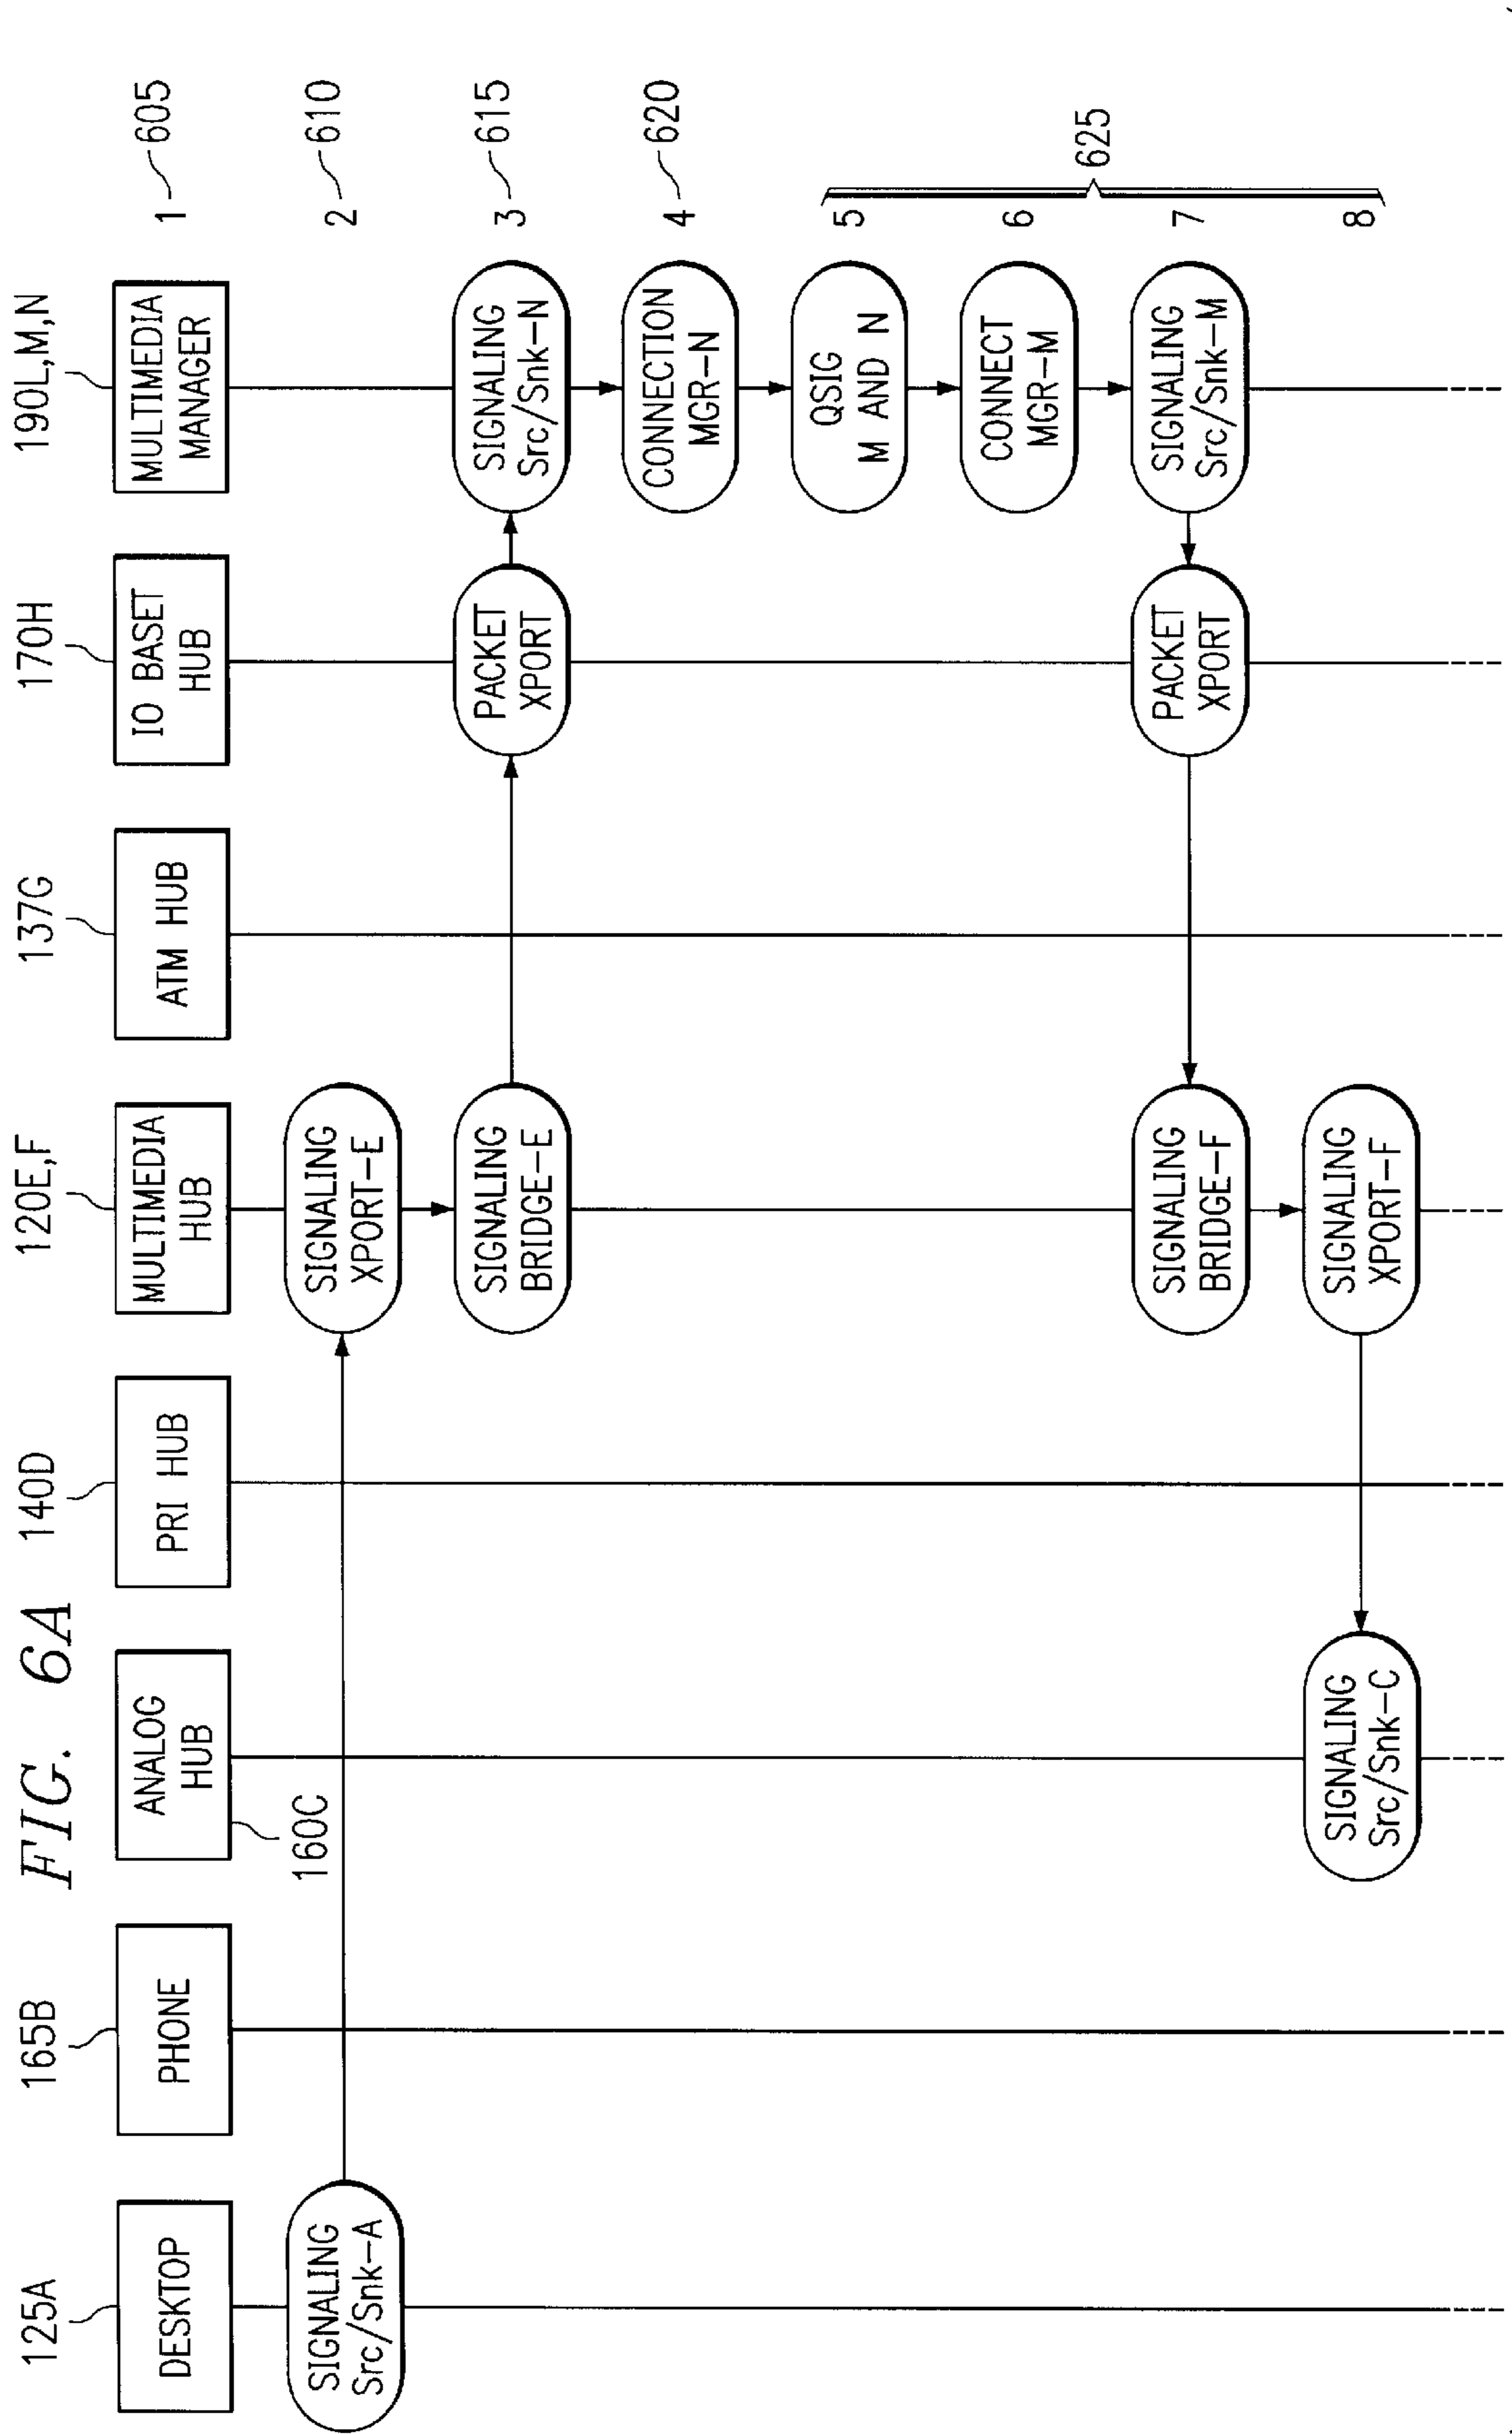 FIG. 6A
125A
165B
140D
120E,F
137G
170H
190L,M,N
DESKTOP
PHONE
ANALOG
HUB
PRI HUB
MULTIMEDIA
HUB
ATM HUB
IO BASET
HUB
MULTIMEDIA
MANAGER
1
605
160C
SIGNALING
Src/Snk-A
SIGNALING
XPORT-E
2
610
SIGNALING
BRIDGE-E
PACKET
XPORT
SIGNALING
Src/Snk-N
3
615
CONNECTION
MGR-N
4
620
QSIG
M AND N
5
CONNECT
MGR-M
6
625
SIGNALING
BRIDGE-F
PACKET
XPORT
SIGNALING
Src/Snk-M
7
SIGNALING
Src/Snk-C
SIGNALING
XPORT-F
8